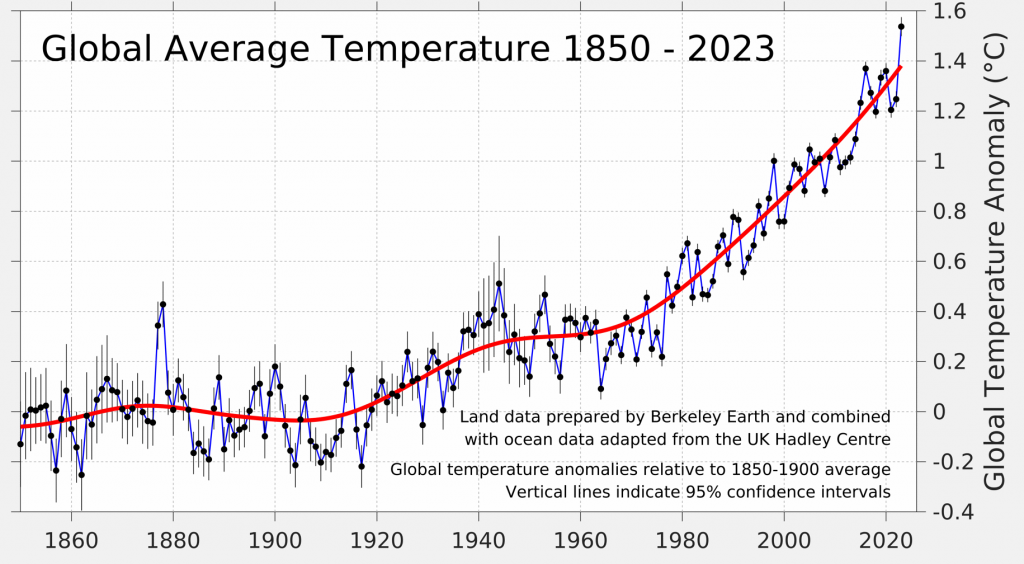 Global Average Temperature 1850 - 2023
1.6
1.4
1.2
1
0.8
0.6
0.4
0.2
0
-0.2
-0.4
Global Temperature Anomaly (°C)
Land data prepared by Berkeley Earth and combined
with ocean data adapted from the UK Hadley Centre
Global temperature anomalies relative to 1850-1900 average
Vertical lines indicate 95% confidence intervals
1860 1880 1900 1920 1940 1960 1980 2000 2020